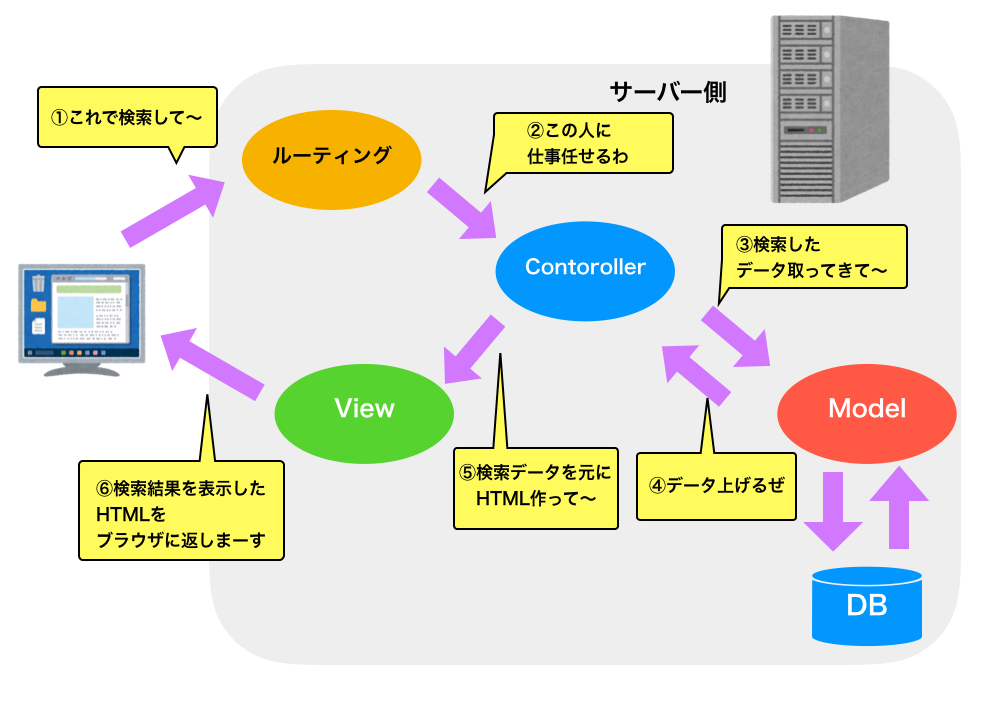 サーバー側
①これで検索して〜
ルーティング
②この人に
仕事任せるわ
Contoroller
③検索した
データ取ってきて〜
View
Model
⑤検索データを元に
HTML作って〜
④データ上げるぜ
⑥検索結果を表示した
HTMLを
ブラウザに返しまーす
DB